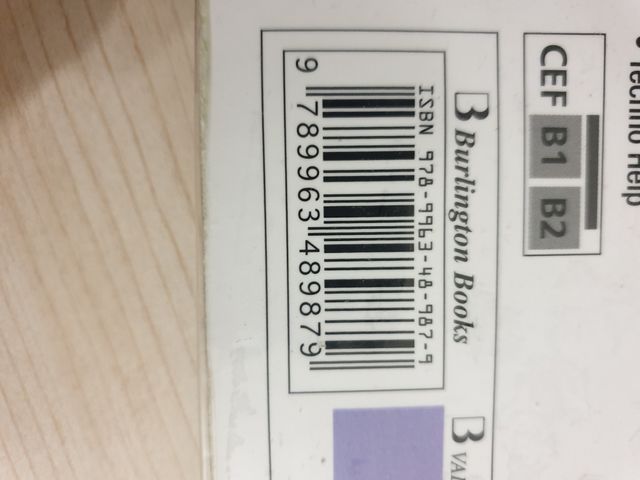 Techno Help
CEF B1 B2
B Burlington Books
ISBN 978-9963-48-987-9
9 789963 489879
B